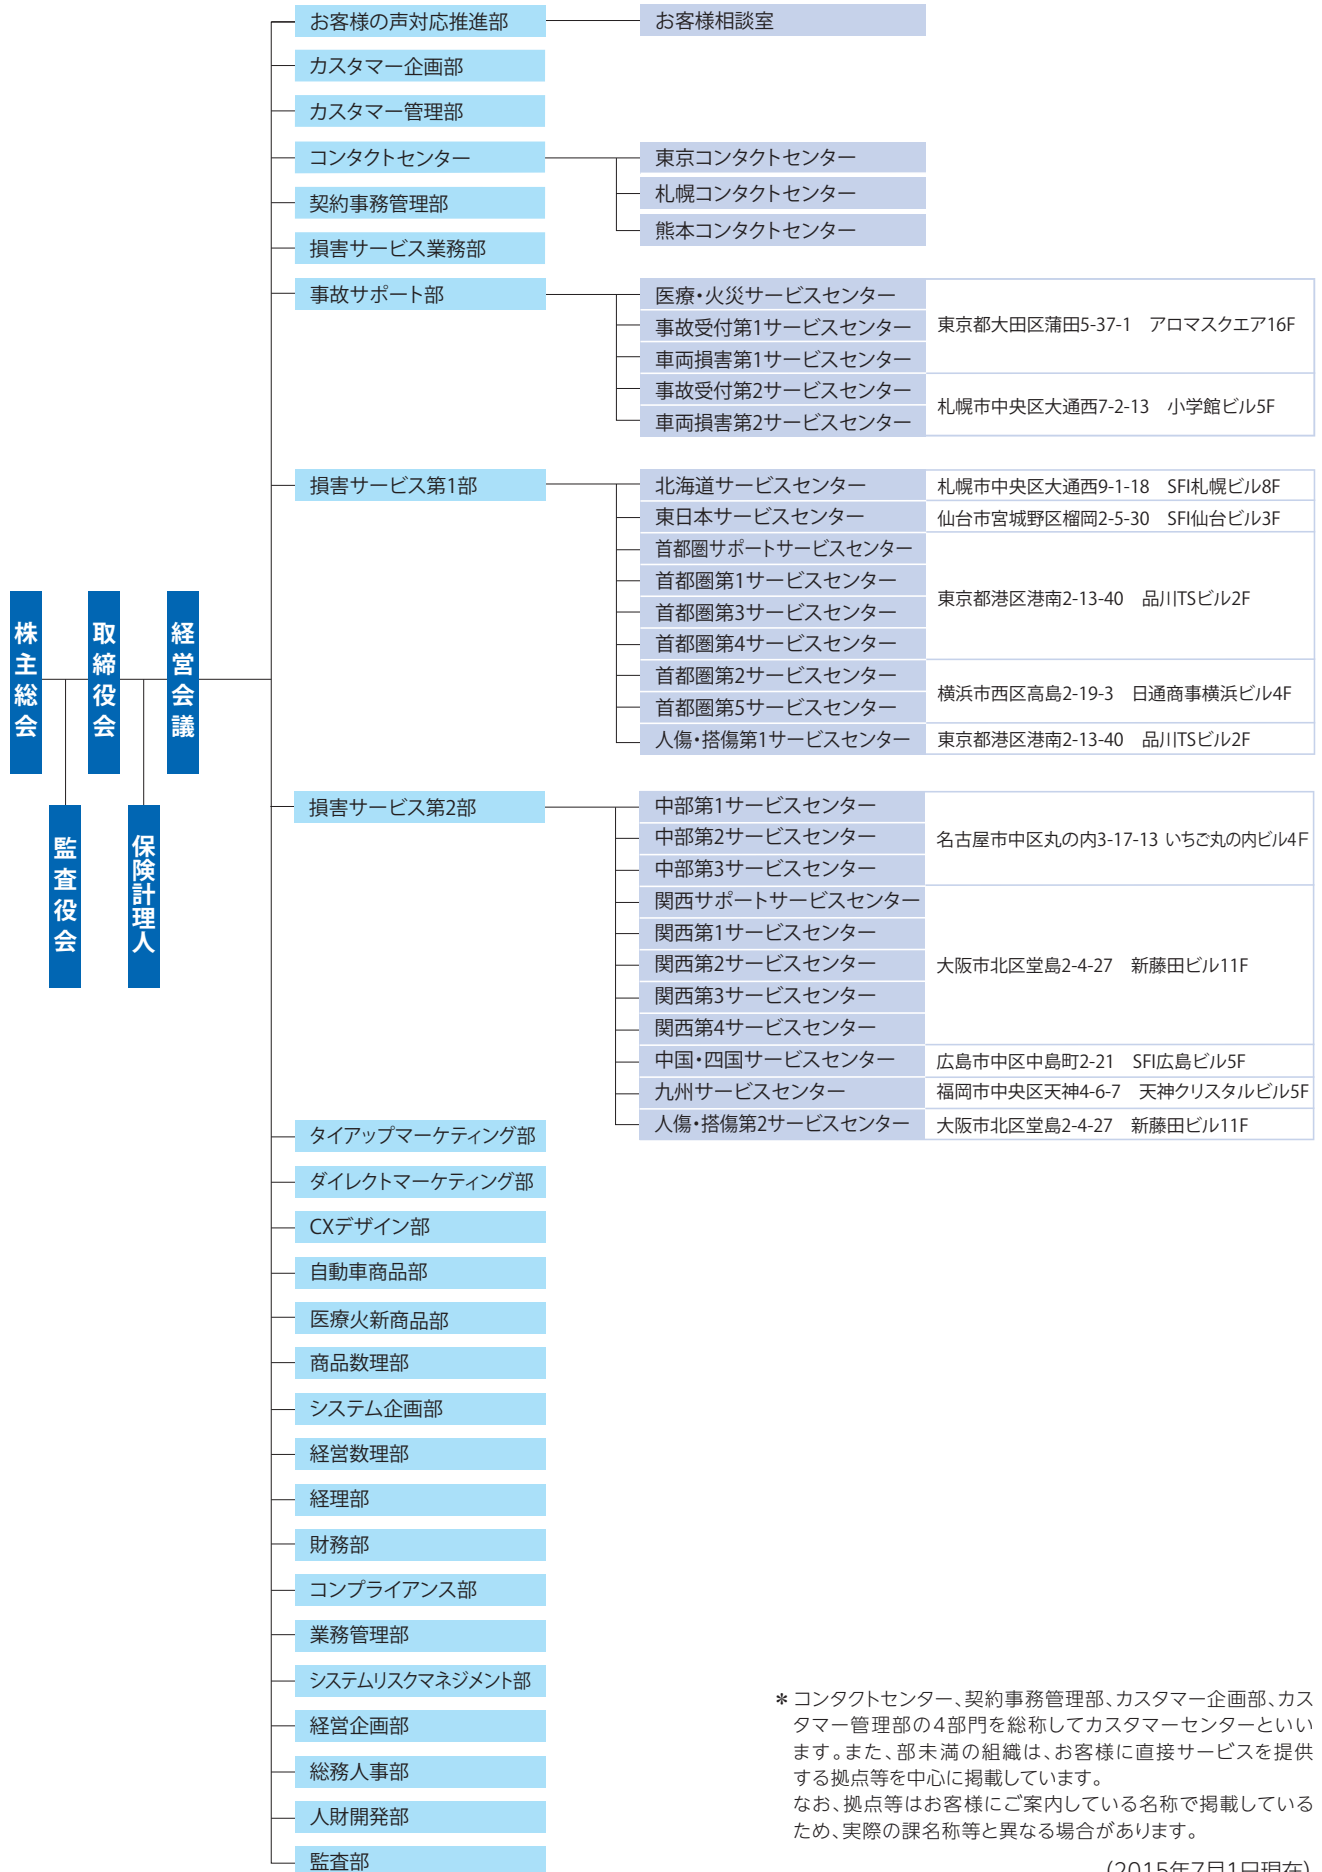 株主総会
取締役会
経営会議
監査役会
保険計理人
お客様の声対応推進部
お客様相談室
カスタマー企画部
カスタマー管理部
コンタクトセンター
東京コンタクトセンター
札幌コンタクトセンター
熊本コンタクトセンター
契約事務管理部
損害サービス業務部
事故サポート部
医療・火災サービスセンター
事故受付第1サービスセンター
車両損害第1サービスセンター
東京都大田区蒲田5-37-1　アロマスクエア16F
事故受付第2サービスセンター
車両損害第2サービスセンター
札幌市中央区大通西7-2-13　小学館ビル5F
損害サービス第1部
北海道サービスセンター
札幌市中央区大通西9-1-18　SFI札幌ビル8F
東日本サービスセンター
仙台市宮城野区榴岡2-5-30　SFI仙台ビル3F
首都圏サポートサービスセンター
首都圏第1サービスセンター
首都圏第3サービスセンター
首都圏第4サービスセンター
東京都港区港南2-13-40　品川TSビル2F
首都圏第2サービスセンター
首都圏第5サービスセンター
横浜市西区高島2-19-3　日通商事横浜ビル4F
人傷・搭傷第1サービスセンター
東京都港区港南2-13-40　品川TSビル2F
損害サービス第2部
中部第1サービスセンター
中部第2サービスセンター
中部第3サービスセンター
名古屋市中区丸の内3-17-13 いちご丸の内ビル4F
関西サポートサービスセンター
関西第1サービスセンター
関西第2サービスセンター
関西第3サービスセンター
関西第4サービスセンター
大阪市北区堂島2-4-27　新藤田ビル11F
中国・四国サービスセンター
広島市中区中島町2-21　SFI広島ビル5F
九州サービスセンター
福岡市中央区天神4-6-7　天神クリスタルビル5F
人傷・搭傷第2サービスセンター
大阪市北区堂島2-4-27　新藤田ビル11F
タイアップマーケティング部
ダイレクトマーケティング部
CXデザイン部
自動車商品部
医療火新商品部
商品数理部
システム企画部
経営数理部
経理部
財務部
コンプライアンス部
業務管理部
システムリスクマネジメント部
経営企画部
総務人事部
人財開発部
監査部
＊コンタクトセンター、契約事務管理部、カスタマー企画部、カス
タマー管理部の4部門を総称してカスタマーセンターといい
ます。また、部未満の組織は、お客様に直接サービスを提供
する拠点等を中心に掲載しています。
なお、拠点等はお客様にご案内している名称で掲載している
ため、実際の課名称等と異なる場合があります。
(2015年7月1日現在)